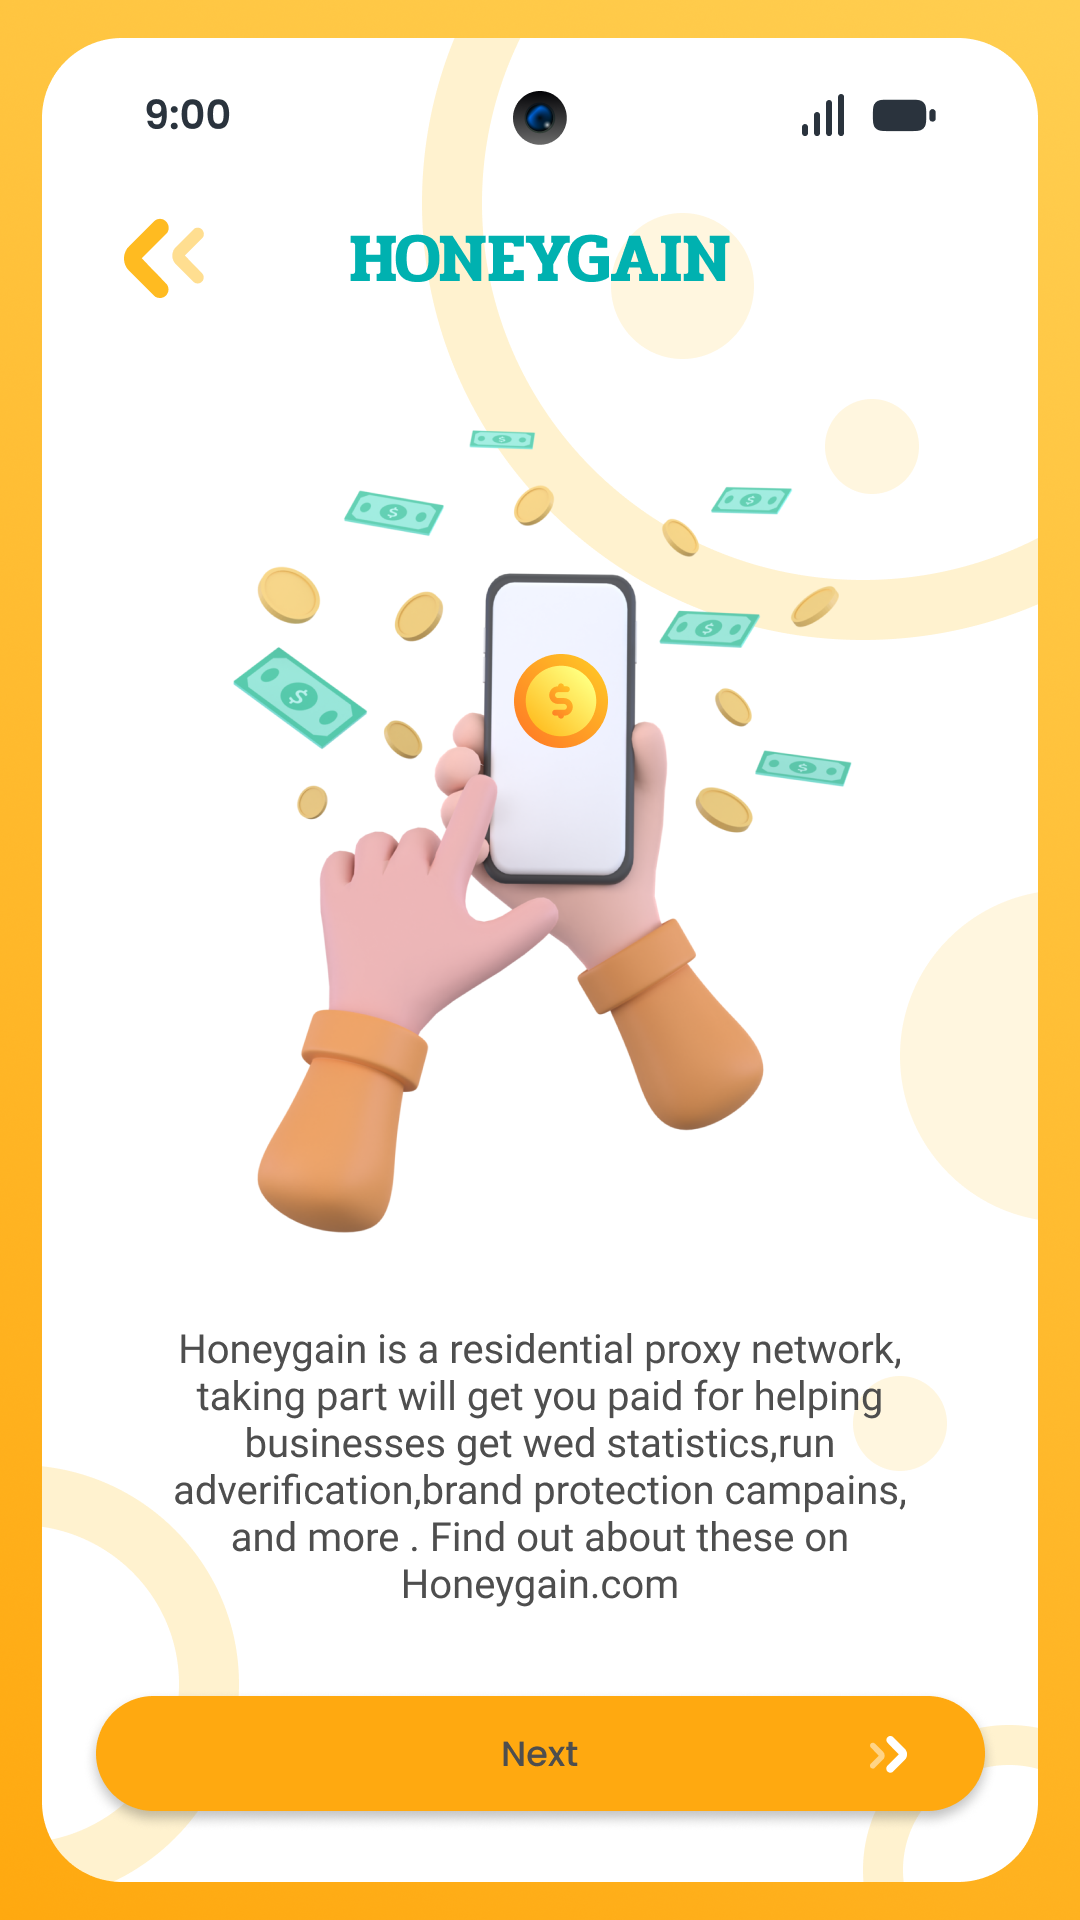 9:00
HONEYGAIN
Honeygain is a residential proxy network,
taking part will get you paid for helping
businesses get wed statistics,run
adverification,brand protection campains,
and more . Find out about these on
Honeygain.com
Next